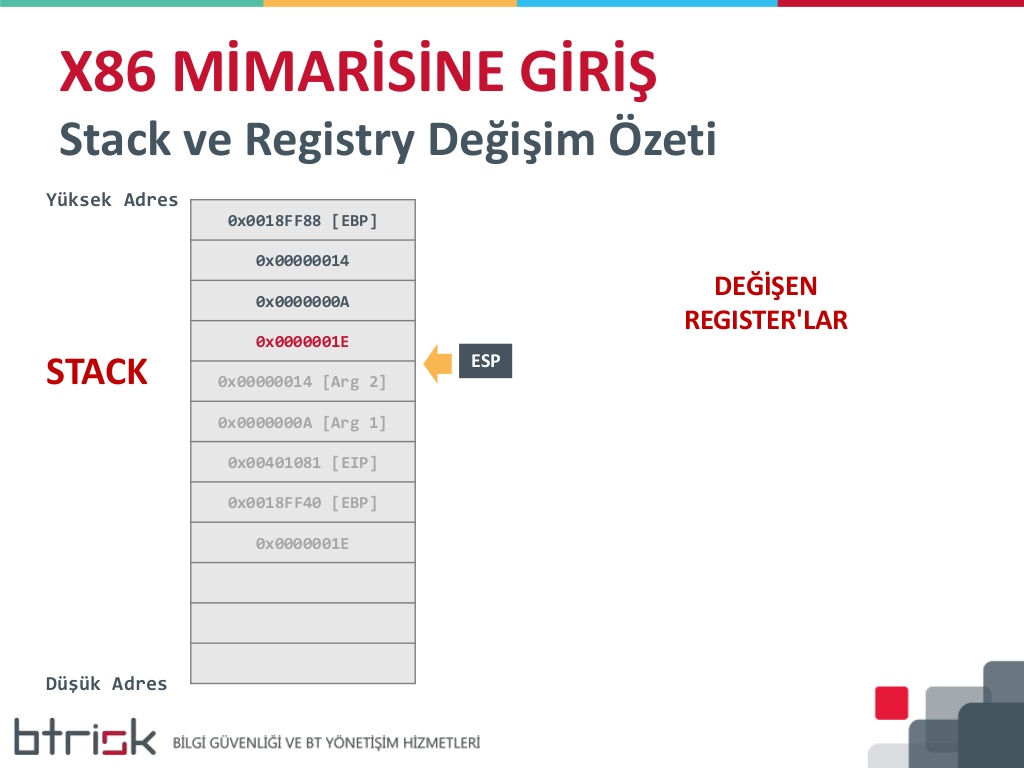 X86 MİMARİSİNE GİRİŞ
Stack ve Registry Değişim Özeti
Yüksek Adres
0x0018FF88 [EBP]
0x00000014
0x0000000A
0x0000001E
0x00000014 [Arg 2]
0x0000000A [Arg 1]
0x00401081 [EIP]
0x0018FF40 [EBP]
0x0000001E
STACK
ESP
DEĞİŞEN
REGISTER'LAR
Düşük Adres
btrisk
BİLGİ GÜVENLİĞİ VE BT YÖNETİŞİM HİZMETLERİ